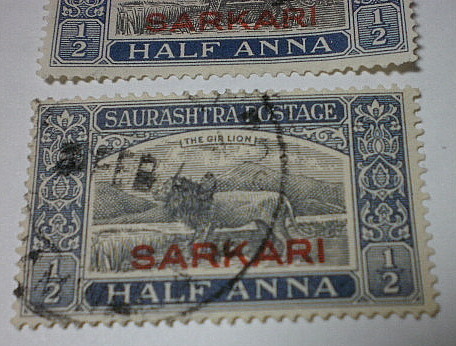 SARKARI
1/2 HALF ANNA 1/2
SAURASHTRA POSTAGE
THE GIR LION
SARKARI
1/2 HALF ANNA 1/2